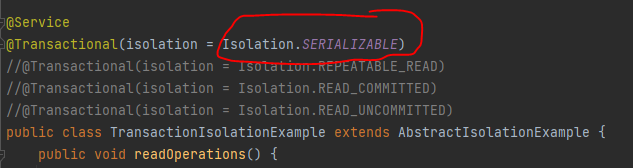 @Service
@Transactional(isolation = Isolation.SERIALIZABLE)
//@Transactional(isolation = Isolation.REPEATABLE_READ)
//@Transactional(isolation = Isolation.READ_COMMITTED)
//@Transactional(isolation = Isolation.READ_UNCOMMITTED)
public class TransactionIsolationExample extends AbstractIsolationExample {
    public void readOperations() {